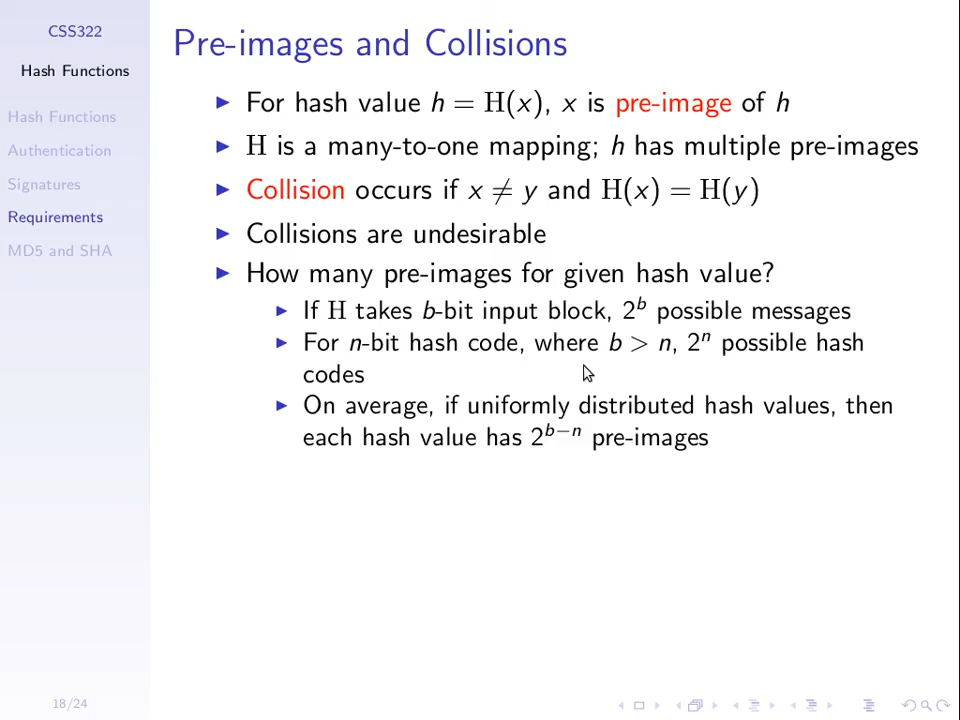 CSS322
Hash Functions
Hash Functions
Authentication
Signatures
Requirements
MD5 and SHA
Pre-images and Collisions
▶ For hash value h = H(x), x is pre-image of h
▶ H is a many-to-one mapping; h has multiple pre-images
▶ Collision occurs if x ≠ y and H(x) = H(y)
▶ Collisions are undesirable
▶ How many pre-images for given hash value?
▶ If H takes b-bit input block, 2^b possible messages
▶ For n-bit hash code, where b > n, 2^n possible hash
codes
▶ On average, if uniformly distributed hash values, then
each hash value has 2^{b−n} pre-images
18/24